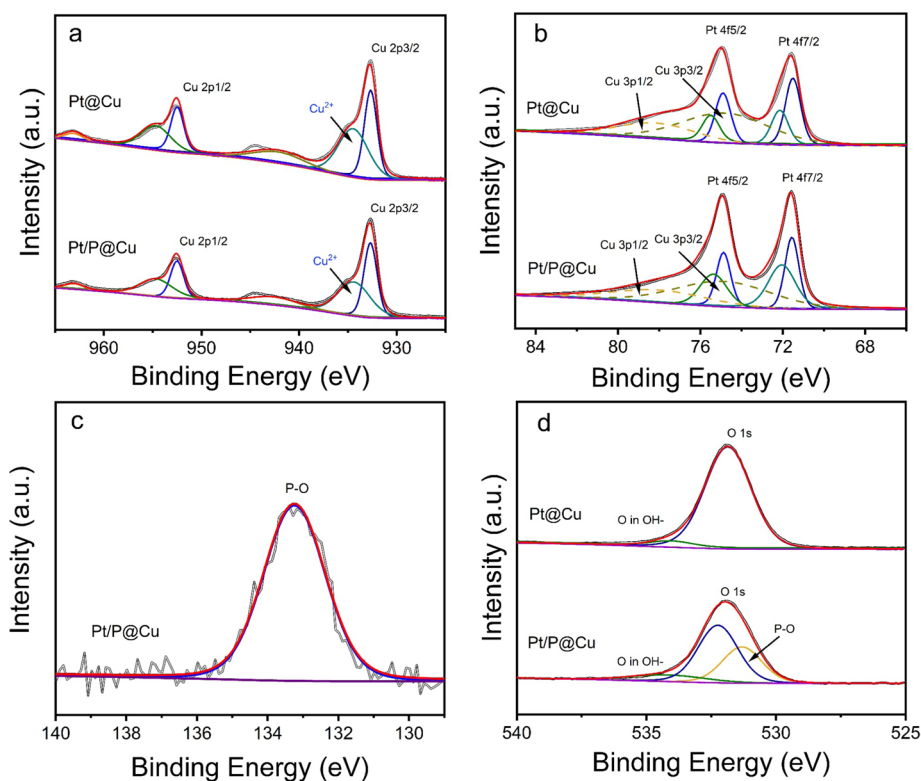 a
Cu 2p3/2
Cu 2p1/2
Pt@Cu
Cu2+
Cu 2p3/2
Cu 2p1/2
Pt/P@Cu
Cu2+
960
950
940
930
Binding Energy (eV)
Intensity (a.u.)
b
Pt 4f5/2
Pt 4f7/2
Cu 3p3/2
Cu 3p1/2
Pt@Cu
Pt 4f5/2
Pt 4f7/2
Cu 3p3/2
Cu 3p1/2
Pt/P@Cu
84
80
76
72
68
Binding Energy (eV)
Intensity (a.u.)
c
P-O
Pt/P@Cu
140
138
136
134
132
130
Binding Energy (eV)
Intensity (a.u.)
d
O 1s
Pt@Cu
O in OH-
O 1s
P-O
O in OH-
Pt/P@Cu
540
535
530
525
Binding Energy (eV)
Intensity (a.u.)